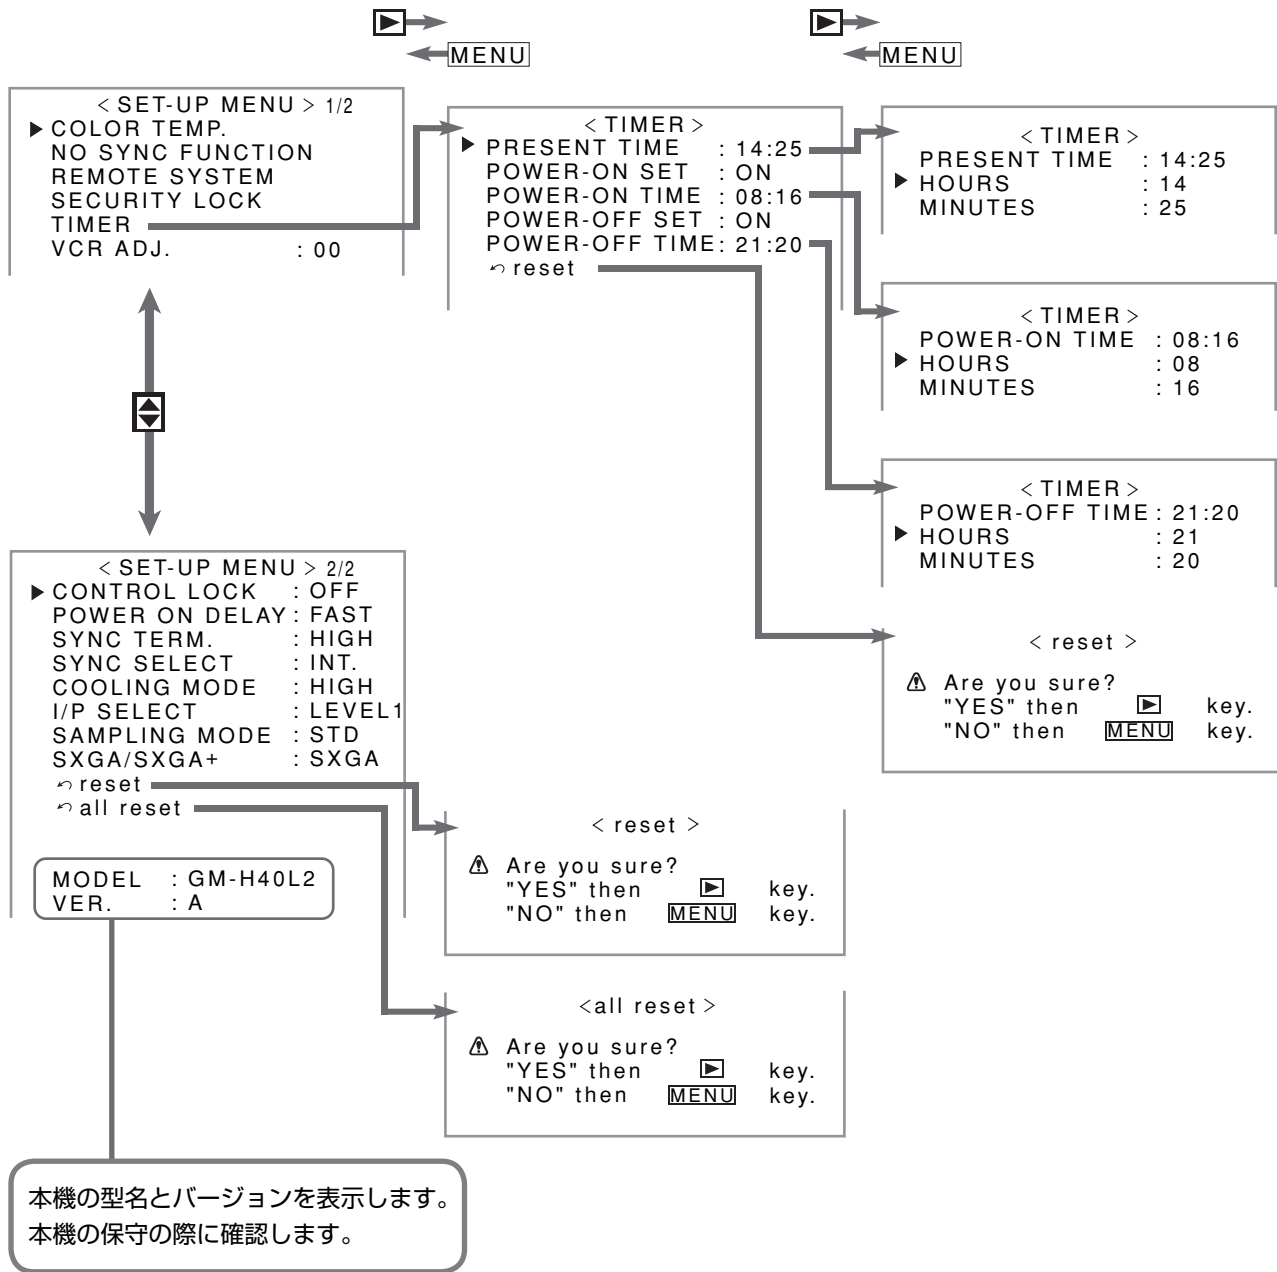 MENU
MENU
< SET-UP MENU > 1/2
COLOR TEMP.
NO SYNC FUNCTION
REMOTE SYSTEM
SECURITY LOCK
TIMER
VCR ADJ. : 00
< TIMER >
PRESENT TIME : 14:25
POWER-ON SET : ON
POWER-ON TIME : 08:16
POWER-OFF SET : ON
POWER-OFF TIME : 21:20
reset
< TIMER >
PRESENT TIME : 14:25
HOURS : 14
MINUTES : 25
< TIMER >
POWER-ON TIME : 08:16
HOURS : 08
MINUTES : 16
< TIMER >
POWER-OFF TIME : 21:20
HOURS : 21
MINUTES : 20
< reset >
Are you sure?
"YES" then ▶ key.
"NO" then MENU key.
< SET-UP MENU > 2/2
CONTROL LOCK : OFF
POWER ON DELAY : FAST
SYNC TERM. : HIGH
SYNC SELECT : INT.
COOLING MODE : HIGH
I/P SELECT : LEVEL1
SAMPLING MODE : STD
SXGA/SXGA+ : SXGA
reset
all reset
MODEL : GM-H40L2
VER. : A
< reset >
Are you sure?
"YES" then ▶ key.
"NO" then MENU key.
<all reset >
Are you sure?
"YES" then ▶ key.
"NO" then MENU key.
本機の型名とバージョンを表示します。
本機の保守の際に確認します。